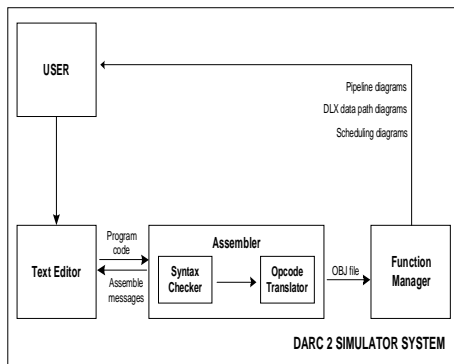 USER
Pipeline diagrams
DLX data path diagrams
Scheduling diagrams
Text Editor
Program
code
Assemble
messages
Assembler
Syntax
Checker
Opcode
Translator
OBJ file
Function
Manager
DARC 2 SIMULATOR SYSTEM